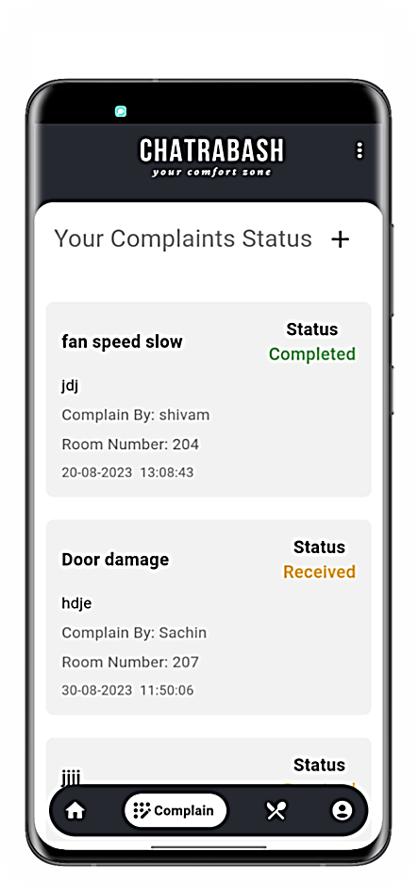 CHATRABASH
your comfort zone
Your Complaints Status +
fan speed slow
Status
Completed
jdj
Complain By: shivam
Room Number: 204
20-08-2023 13:08:43
Door damage
Status
Received
hdje
Complain By: Sachin
Room Number: 207
30-08-2023 11:50:06
jjjj
Status
Complain